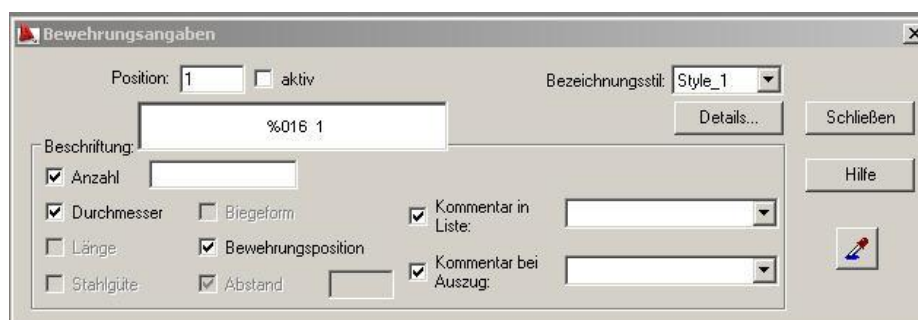 Bewehrungsangaben
Position: 1 aktiv Bezeichnungsstil: Style_1
%016 1 Details... Schließen
Beschriftung:
Anzahl Hilfe
Durchmesser Biegeform Kommentar in Liste:
Länge Bewehrungsposition
Stahlgüte Abstand Kommentar bei Auszug: